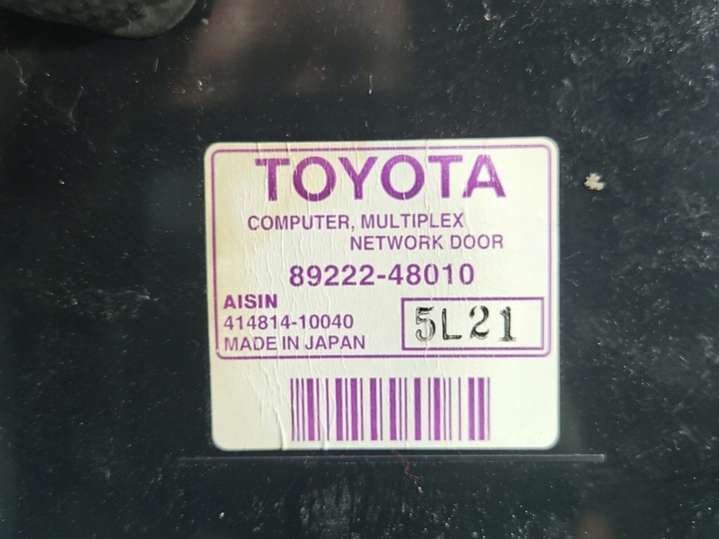 TOYOTA
COMPUTER, MULTIPLEX
NETWORK DOOR
89222-48010
AISIN
414814-10040
MADE IN JAPAN
5L21